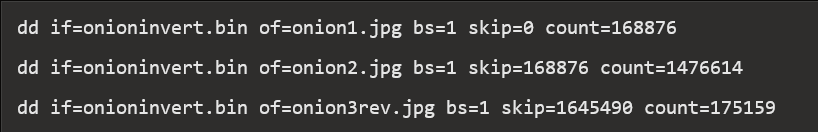 dd if=onioninvert.bin of=onion1.jpg bs=1 skip=0 count=168876
dd if=onioninvert.bin of=onion2.jpg bs=1 skip=168876 count=1476614
dd if=onioninvert.bin of=onion3rev.jpg bs=1 skip=1645490 count=175159